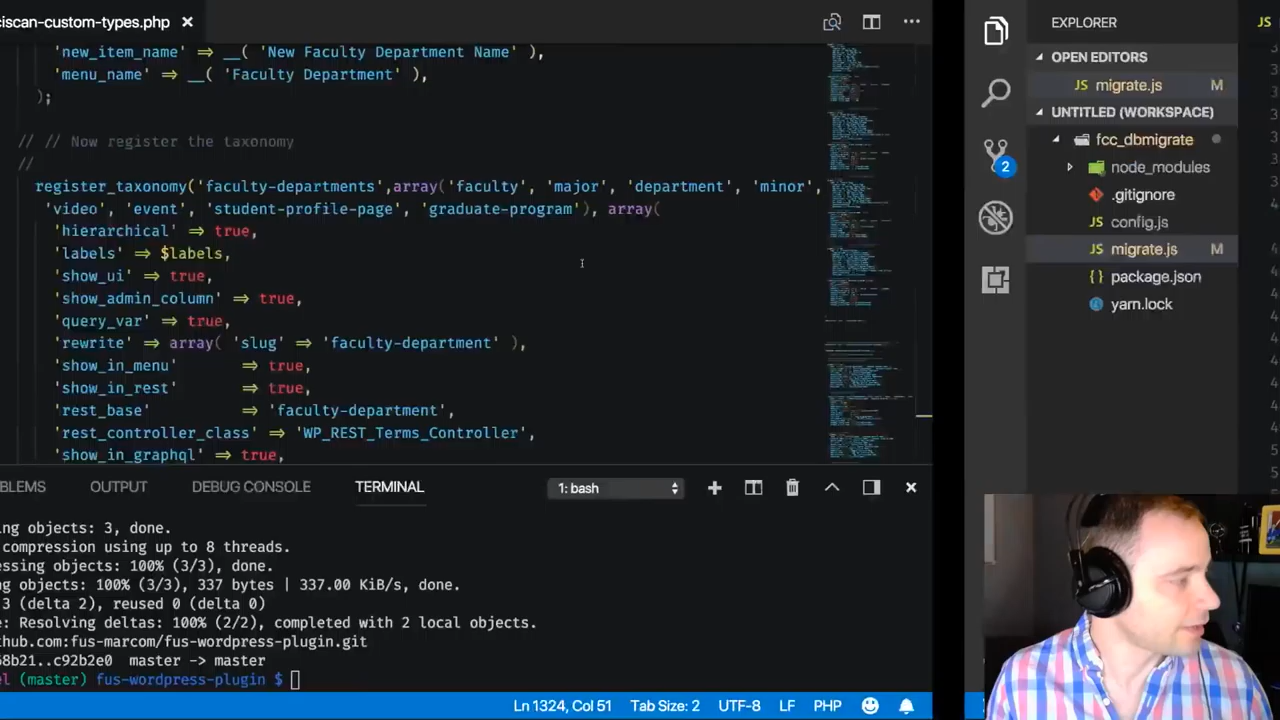 iscan-custom-types.php
'new_item_name' => __( 'New Faculty Department Name' ),
'menu_name' => __( 'Faculty Department' ),
);
// // Now register the taxonomy
//
register_taxonomy('faculty-departments',array('faculty', 'major', 'department', 'minor',
'video', event', 'student-profile-page', 'graduate-program'), array(
'hierarchical' => true,
'labels' => $labels,
'show_ui' => true,
'show_admin_column' => true,
'query_var' => true,
'rewrite' => array( 'slug' => 'faculty-department' ),
'show_in_menu => true,
'show_in_rest' => true,
'rest_base' => 'faculty-department',
'rest_controller_class' => 'WP_REST_Terms_Controller',
'show_in_graphql => true,
BLEMS OUTPUT DEBUG CONSOLE TERMINAL 1: bash
ng objects: 3, done.
compression using up to 8 threads.
essing objects: 100% (3/3), done.
ng objects: 100% (3/3), 337 bytes | 337.00 KiB/s, done.
3 (delta 2), reused 0 (delta 0)
e: Resolving deltas: 100% (2/2), completed with 2 local objects.
hub.com:fus-marcom/fus-wordpress-plugin.git
68b21..c92b2e0 master -> master
el (master) fus-wordpress-plugin $
Ln 1324, Col 51 Tab Size: 2 UTF-8 LF PHP
EXPLORER
OPEN EDITORS
JS migrate.js M
UNTITLED (WORKSPACE)
fcc_dbmigrate
node_modules
.gitignore
config.js
JS migrate.js M
package.json
yarn.lock
2
JS